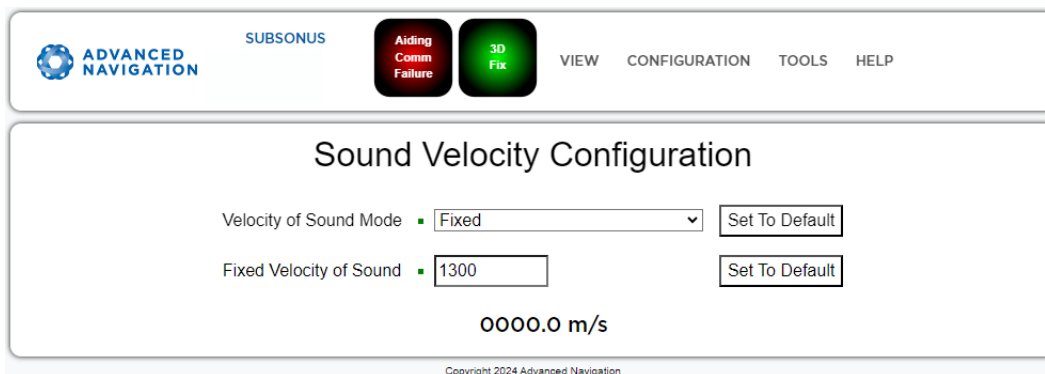 ADVANCED
NAVIGATION
SUBSONUS
Aiding
Comm
Failure
3D
Fix
VIEW CONFIGURATION TOOLS HELP
Sound Velocity Configuration
Velocity of Sound Mode Fixed Set To Default
Fixed Velocity of Sound 1300 Set To Default
0000.0 m/s
Copyright 2024 Advanced Navigation